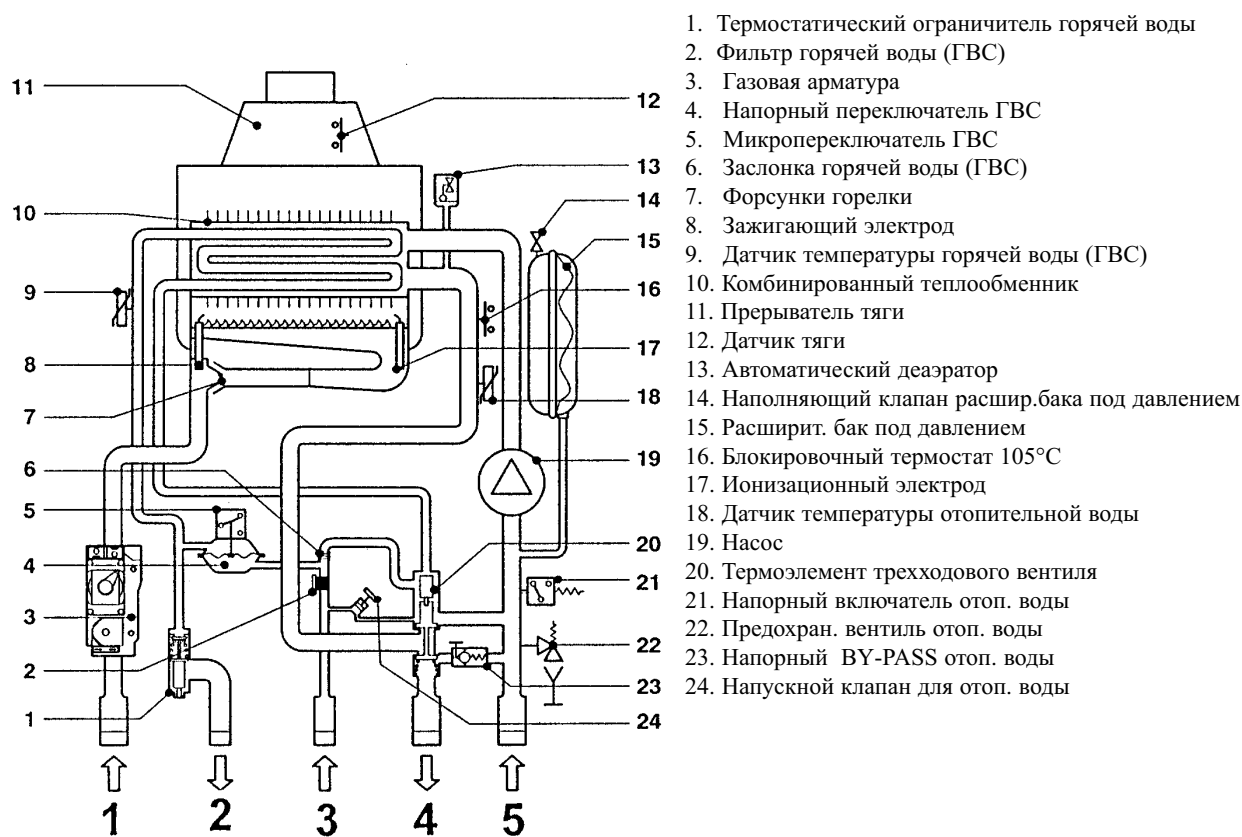 1. Термостатический ограничитель горячей воды
2. Фильтр горячей воды (ГВС)
3. Газовая арматура
4. Напорный переключатель ГВС
5. Микропереключатель ГВС
6. Заслонка горячей воды (ГВС)
7. Форсунки горелки
8. Зажигающий электрод
9. Датчик температуры горячей воды (ГВС)
10. Комбинированный теплообменник
11. Прерыватель тяги
12. Датчик тяги
13. Автоматический деаэратор
14. Наполняющий клапан расшир.бака под давлением
15. Расширит. бак под давлением
16. Блокировочный термостат 105°C
17. Ионизационный электрод
18. Датчик температуры отопительной воды
19. Насос
20. Термоэлемент трехходового вентиля
21. Напорный включатель отоп. воды
22. Предохран. вентиль отоп. воды
23. Напорный BY-PASS отоп. воды
24. Напускной клапан для отоп. воды
11
12
13
10
14
15
9
16
8
17
7
18
6
19
5
4
20
21
3
22
2
23
1
24
1 2 3 4 5